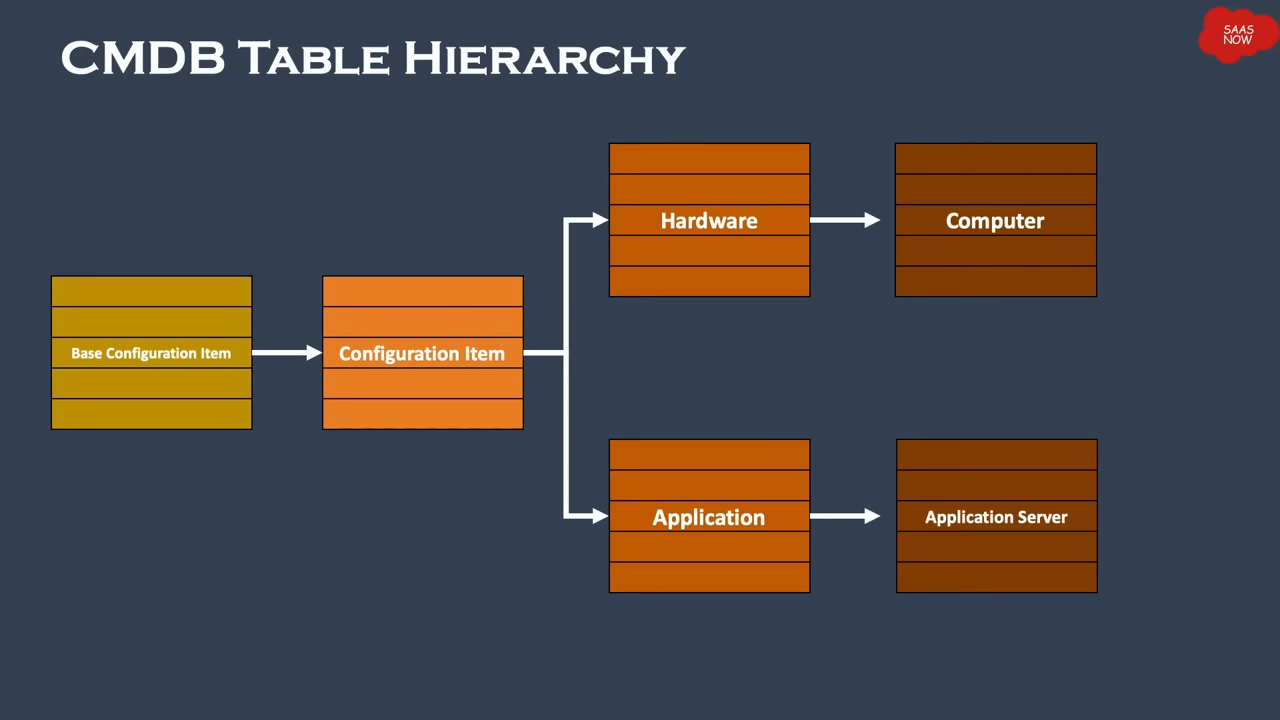 CMDB Table Hierarchy
SAAS
NOW
Hardware
Computer
Base Configuration Item
Configuration Item
Application
Application Server